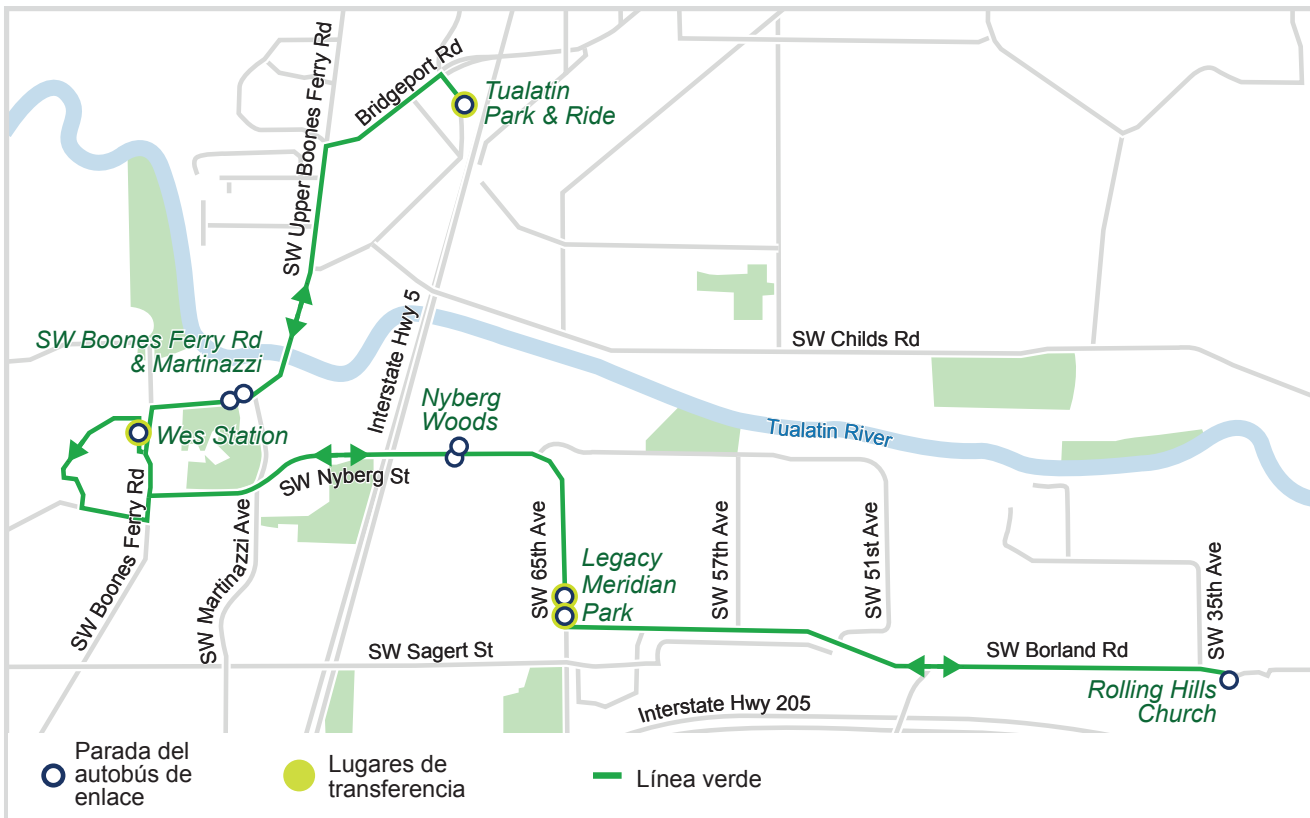 SW Upper Boones Ferry Rd
Bridgeport Rd
Tualatin
Park & Ride
SW Boones Ferry Rd
& Martinazzi
Interstate Hwy 5
SW Childs Rd
Nyberg
Woods
Wes Station
Tualatin River
SW Nyberg St
SW Boones Ferry Rd
SW Martinazzi Ave
SW 65th Ave
Legacy
Meridian
Park
SW 57th Ave
SW 51st Ave
SW 35th Ave
SW Sagert St
SW Borland Rd
Rolling Hills
Church
Interstate Hwy 205
Parada del
autobús de
enlace
Lugares de
transferencia
Línea verde